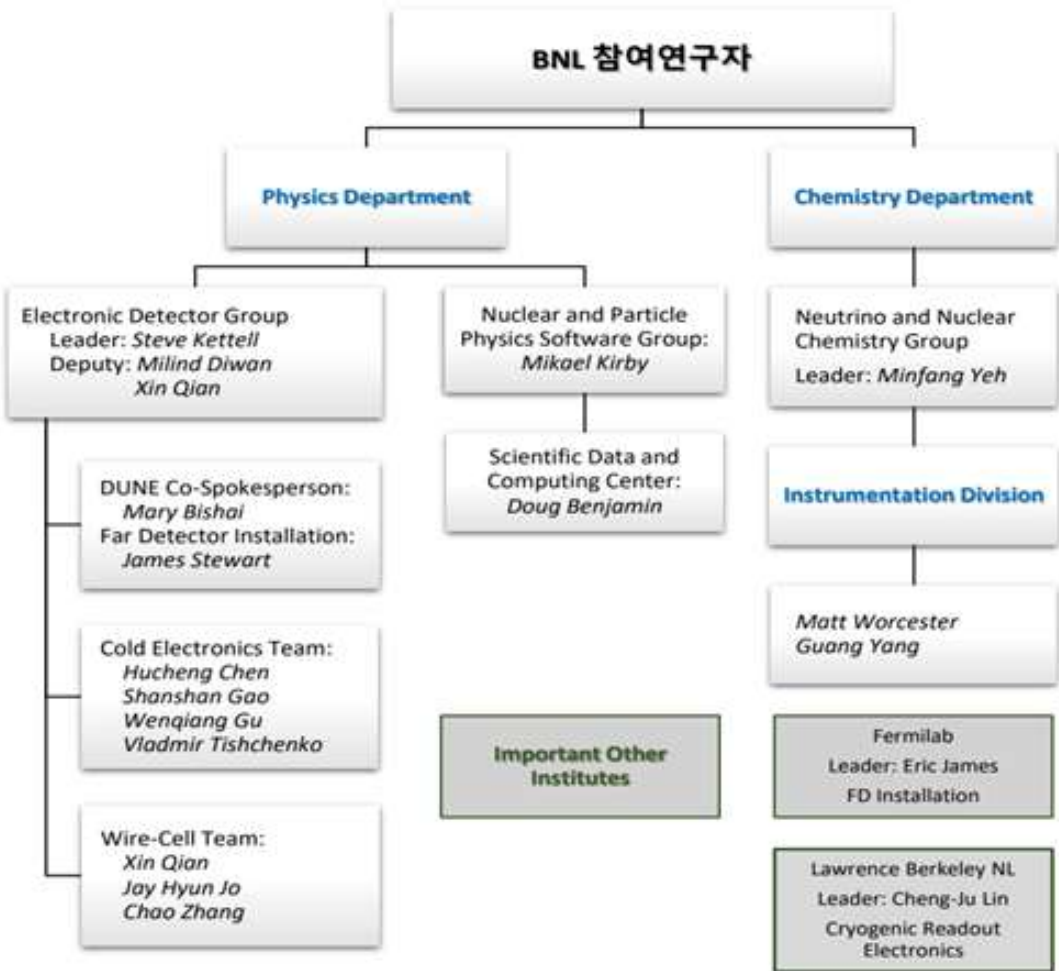 BNL 참여연구자
Physics Department
Chemistry Department
Electronic Detector Group
Leader: Steve Kettell
Deputy: Milind Diwan
Xin Qian
Nuclear and Particle
Physics Software Group:
Mikael Kirby
Neutrino and Nuclear
Chemistry Group
Leader: Minfang Yeh
DUNE Co-Spokesperson:
Mary Bishai
Far Detector Installation:
James Stewart
Scientific Data and
Computing Center:
Doug Benjamin
Instrumentation Division
Cold Electronics Team:
Hucheng Chen
Shanshan Gao
Wenqiang Gu
Vladmir Tishchenko
Matt Worcester
Guang Yang
Important Other
Institutes
Fermilab
Leader: Eric James
FD Installation
Wire-Cell Team:
Xin Qian
Jay Hyun Jo
Chao Zhang
Lawrence Berkeley NL
Leader: Cheng-Ju Lin
Cryogenic Readout
Electronics